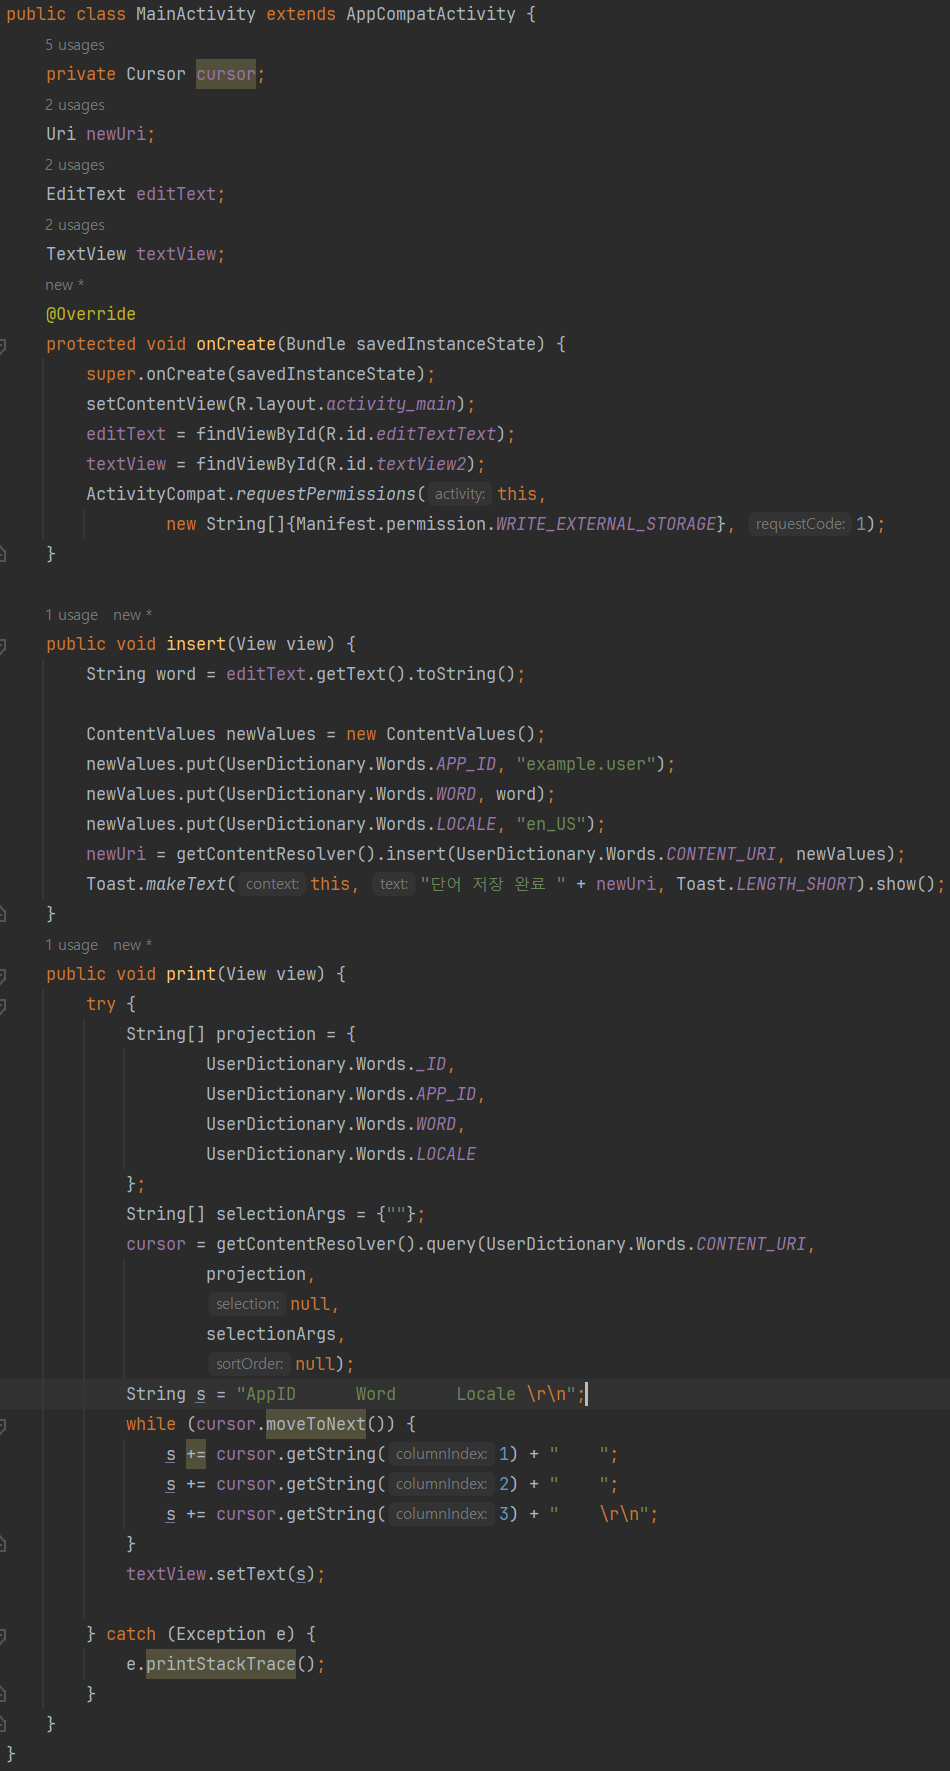 public class MainActivity extends AppCompatActivity {
5 usages
private Cursor cursor;
2 usages
Uri newUri;
2 usages
EditText editText;
2 usages
TextView textView;
new *
@Override
protected void onCreate(Bundle savedInstanceState) {
super.onCreate(savedInstanceState);
setContentView(R.layout.activity_main);
editText = findViewById(R.id.editTextText);
textView = findViewById(R.id.textView2);
ActivityCompat.requestPermissions( activity: this,
new String[]{Manifest.permission.WRITE_EXTERNAL_STORAGE}, requestCode: 1);
}
1 usage new *
public void insert(View view) {
String word = editText.getText().toString();
ContentValues newValues = new ContentValues();
newValues.put(UserDictionary.Words.APP_ID, "example.user");
newValues.put(UserDictionary.Words.WORD, word);
newValues.put(UserDictionary.Words.LOCALE, "en_US");
newUri = getContentResolver().insert(UserDictionary.Words.CONTENT_URI, newValues);
Toast.makeText( context: this, text: "단어 저장 완료 " + newUri, Toast.LENGTH_SHORT).show();
}
1 usage new *
public void print(View view) {
try {
String[] projection = {
UserDictionary.Words._ID,
UserDictionary.Words.APP_ID,
UserDictionary.Words.WORD,
UserDictionary.Words.LOCALE
};
String[] selectionArgs = {""};
cursor = getContentResolver().query(UserDictionary.Words.CONTENT_URI,
projection,
selection: null,
selectionArgs,
sortOrder: null);
String s = "AppID      Word      Locale \r\n";
while (cursor.moveToNext()) {
s += cursor.getString( columnIndex: 1) + "    ";
s += cursor.getString( columnIndex: 2) + "    ";
s += cursor.getString( columnIndex: 3) + "    \r\n";
}
textView.setText(s);
} catch (Exception e) {
e.printStackTrace();
}
}
}